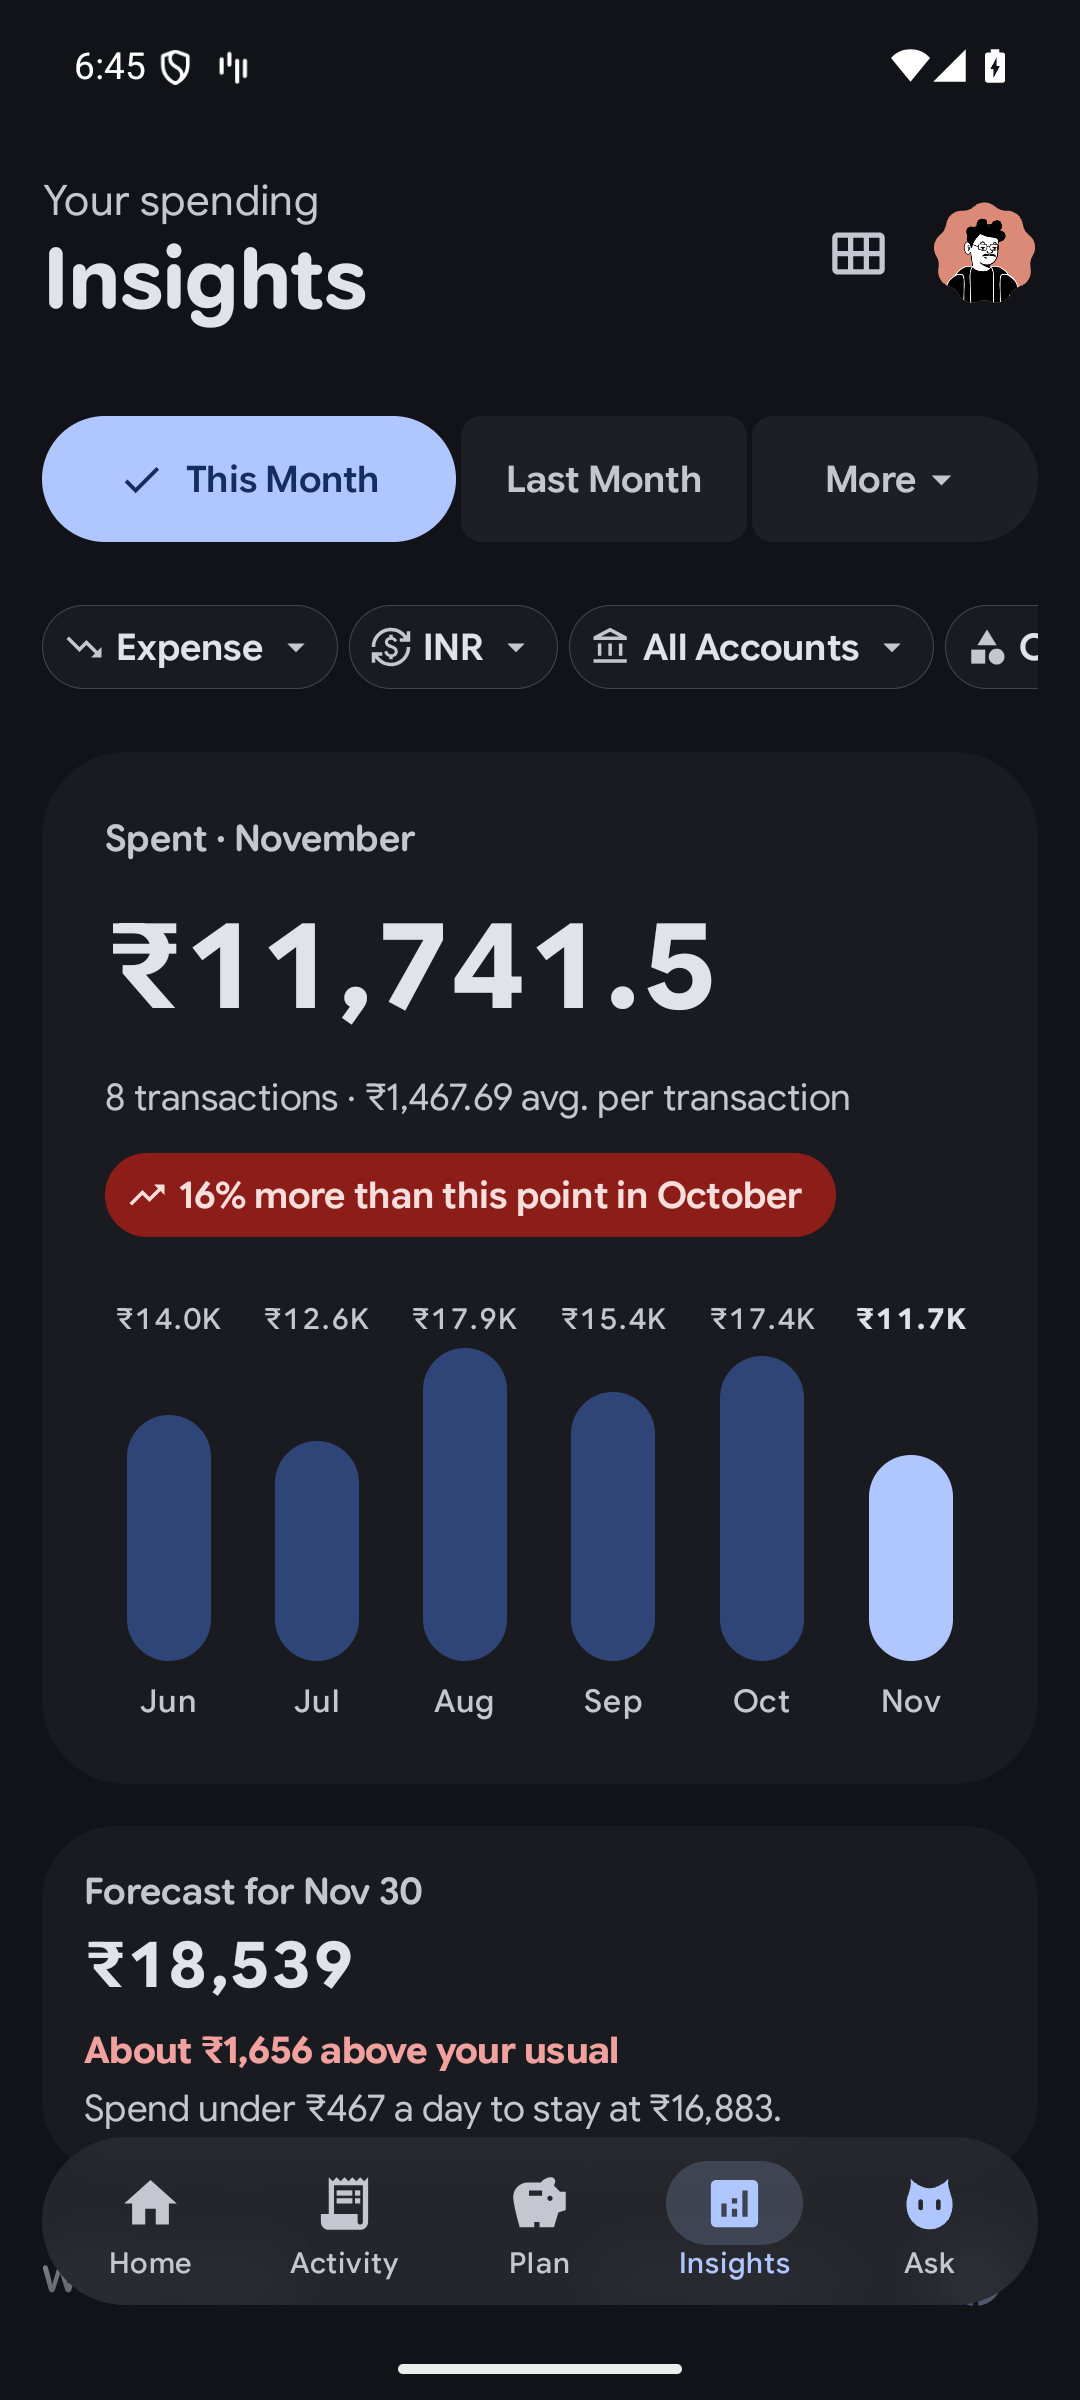 6:45
Your spending
Insights
This Month
Last Month
More
Expense
INR
All Accounts
Spent · November
₹11,741.5
8 transactions · ₹1,467.69 avg. per transaction
16% more than this point in October
₹14.0K ₹12.6K ₹17.9K ₹15.4K ₹17.4K ₹11.7K
Jun Jul Aug Sep Oct Nov
Forecast for Nov 30
₹18,539
About ₹1,656 above your usual
Spend under ₹467 a day to stay at ₹16,883.
Home Activity Plan Insights Ask